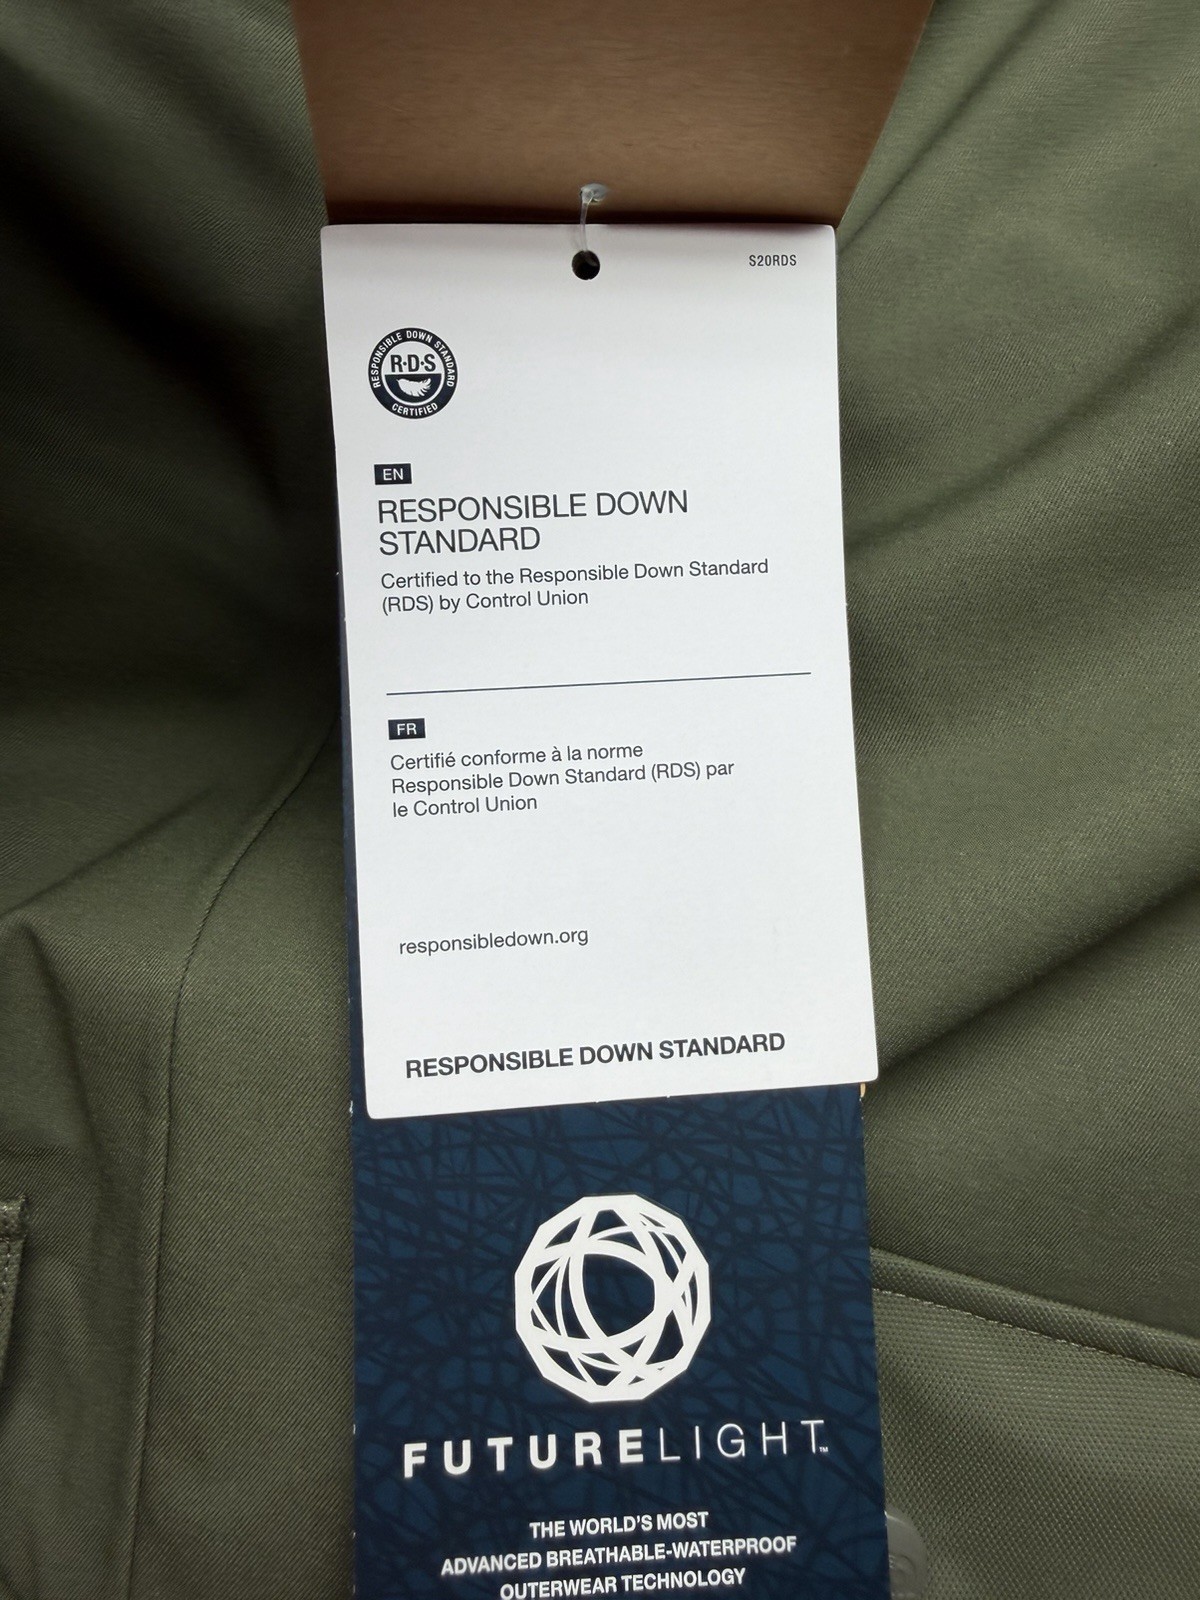 S20RDS
RESPONSIBLE DOWN STANDARD
R·D·S
CERTIFIED
EN
RESPONSIBLE DOWN
STANDARD
Certified to the Responsible Down Standard
(RDS) by Control Union
FR
Certifié conforme à la norme
Responsible Down Standard (RDS) par
le Control Union
responsibledown.org
RESPONSIBLE DOWN STANDARD
FUTURELIGHT™
THE WORLD'S MOST
ADVANCED BREATHABLE-WATERPROOF
OUTERWEAR TECHNOLOGY